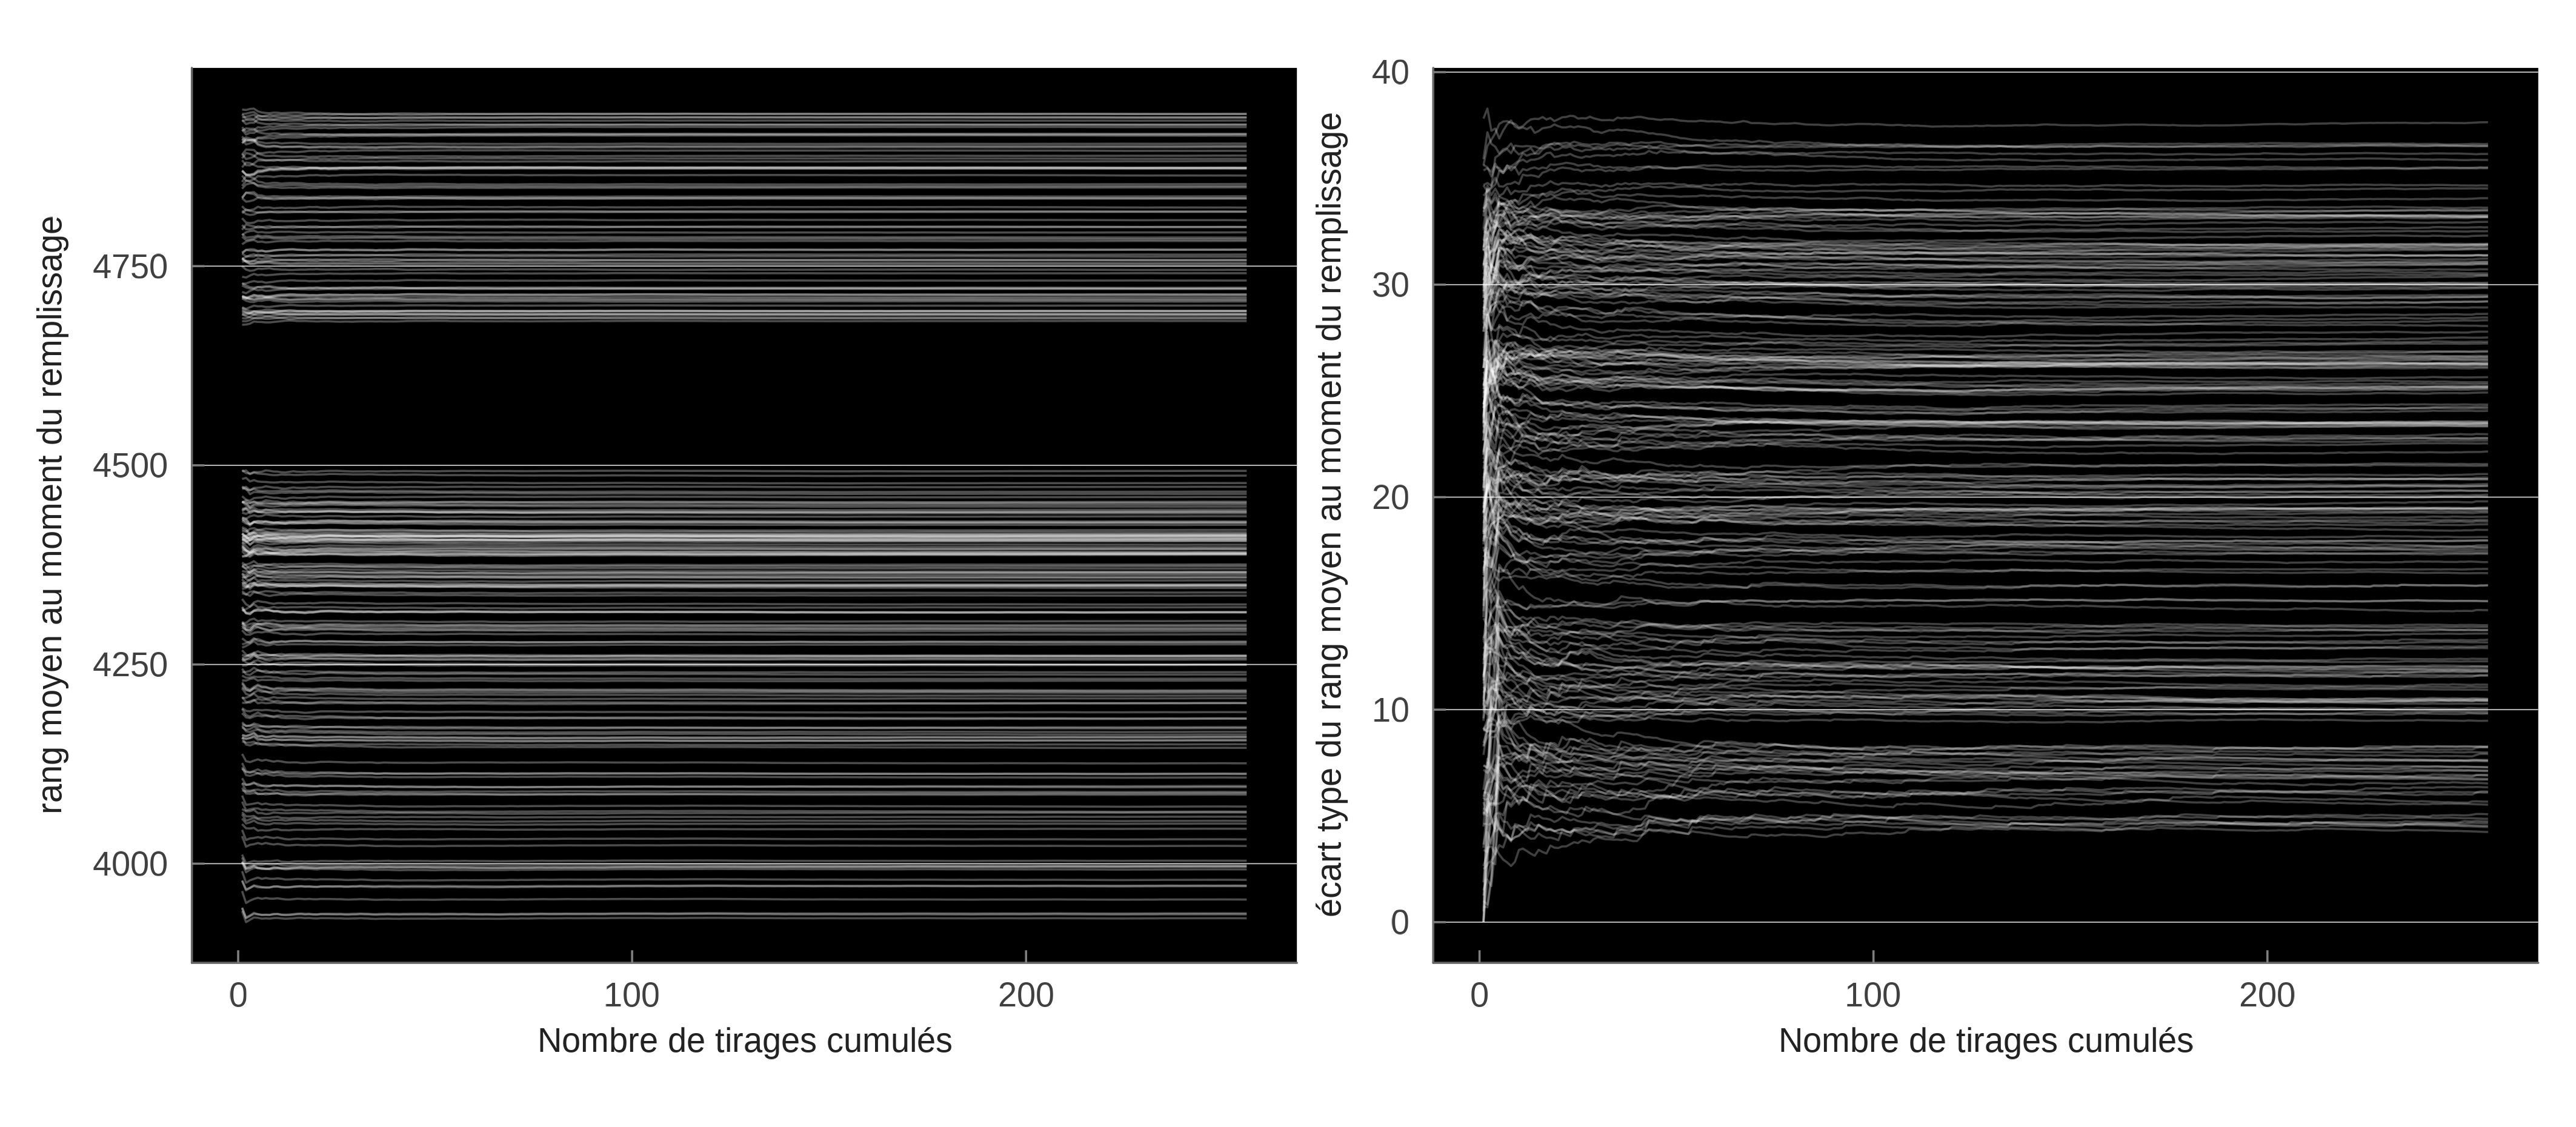 rang moyen au moment du remplissage
4750
4500
4250
4000
0 100 200
Nombre de tirages cumulés
écart type du rang moyen au moment du remplissage
40
30
20
10
0
0 100 200
Nombre de tirages cumulés